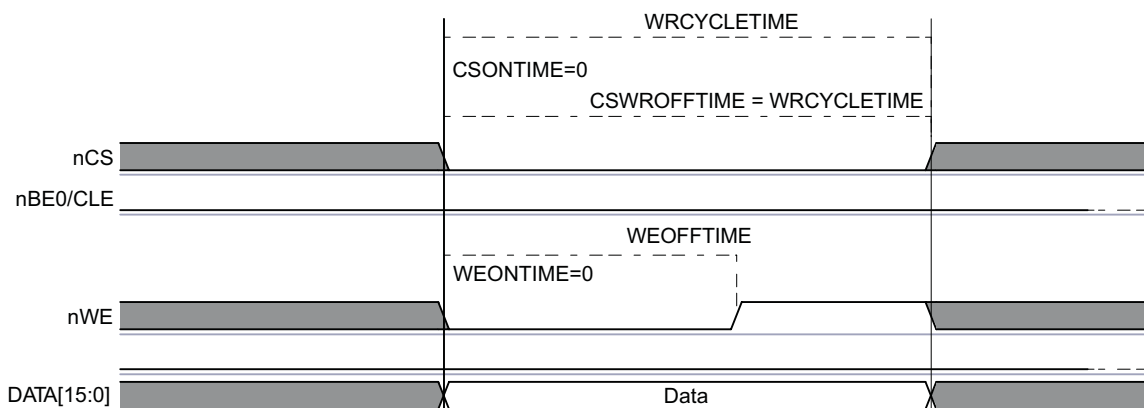 WRCYCLETIME
CSONTIME=0
CSWROFFTIME = WRCYCLETIME
nCS
nBE0/CLE
WEOFFTIME
WEONTIME=0
nWE
DATA[15:0]
Data